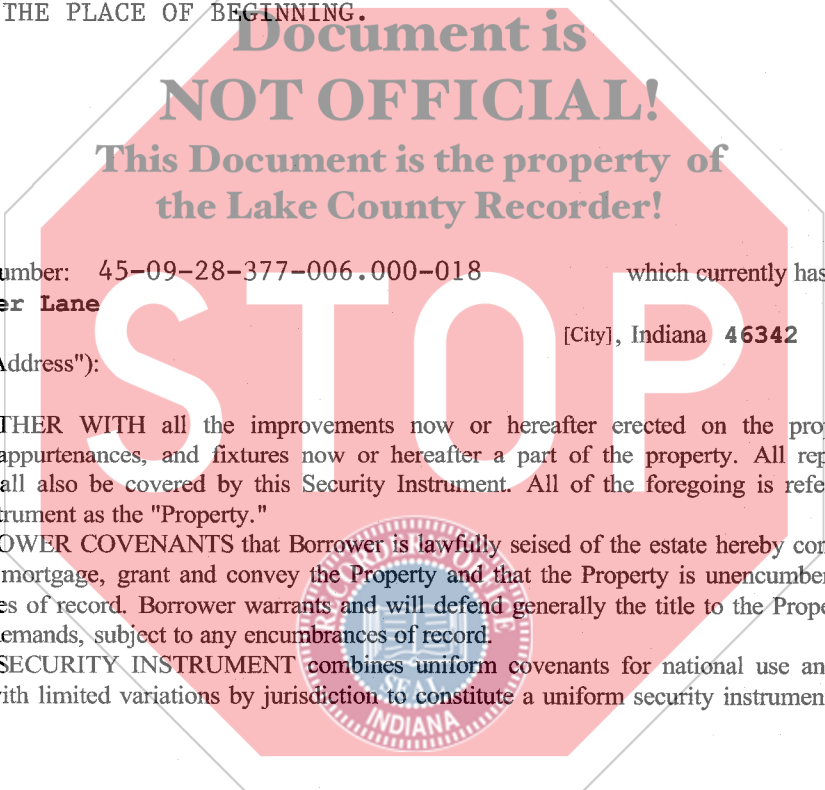 THE PLACE OF BEGINNING.
Document is
NOT OFFICIAL!
This Document is the property of
the Lake County Recorder!
umber: 45-09-28-377-006.000-018 which currently has
er Lane
[City], Indiana 46342
Address"):
STOP
THER WITH all the improvements now or hereafter erected on the prop
appurtenances, and fixtures now or hereafter a part of the property. All rep
all also be covered by this Security Instrument. All of the foregoing is refe
trument as the "Property."
OWER COVENANTS that Borrower is lawfully seised of the estate hereby con
mortgage, grant and convey the Property and that the Property is unencumber
es of record. Borrower warrants and will defend generally the title to the Prope
emands, subject to any encumbrances of record.
SECURITY INSTRUMENT combines uniform covenants for national use an
ith limited variations by jurisdiction to constitute a uniform security instrumen
RECORDER OF LAKE
SEAL
INDIANA